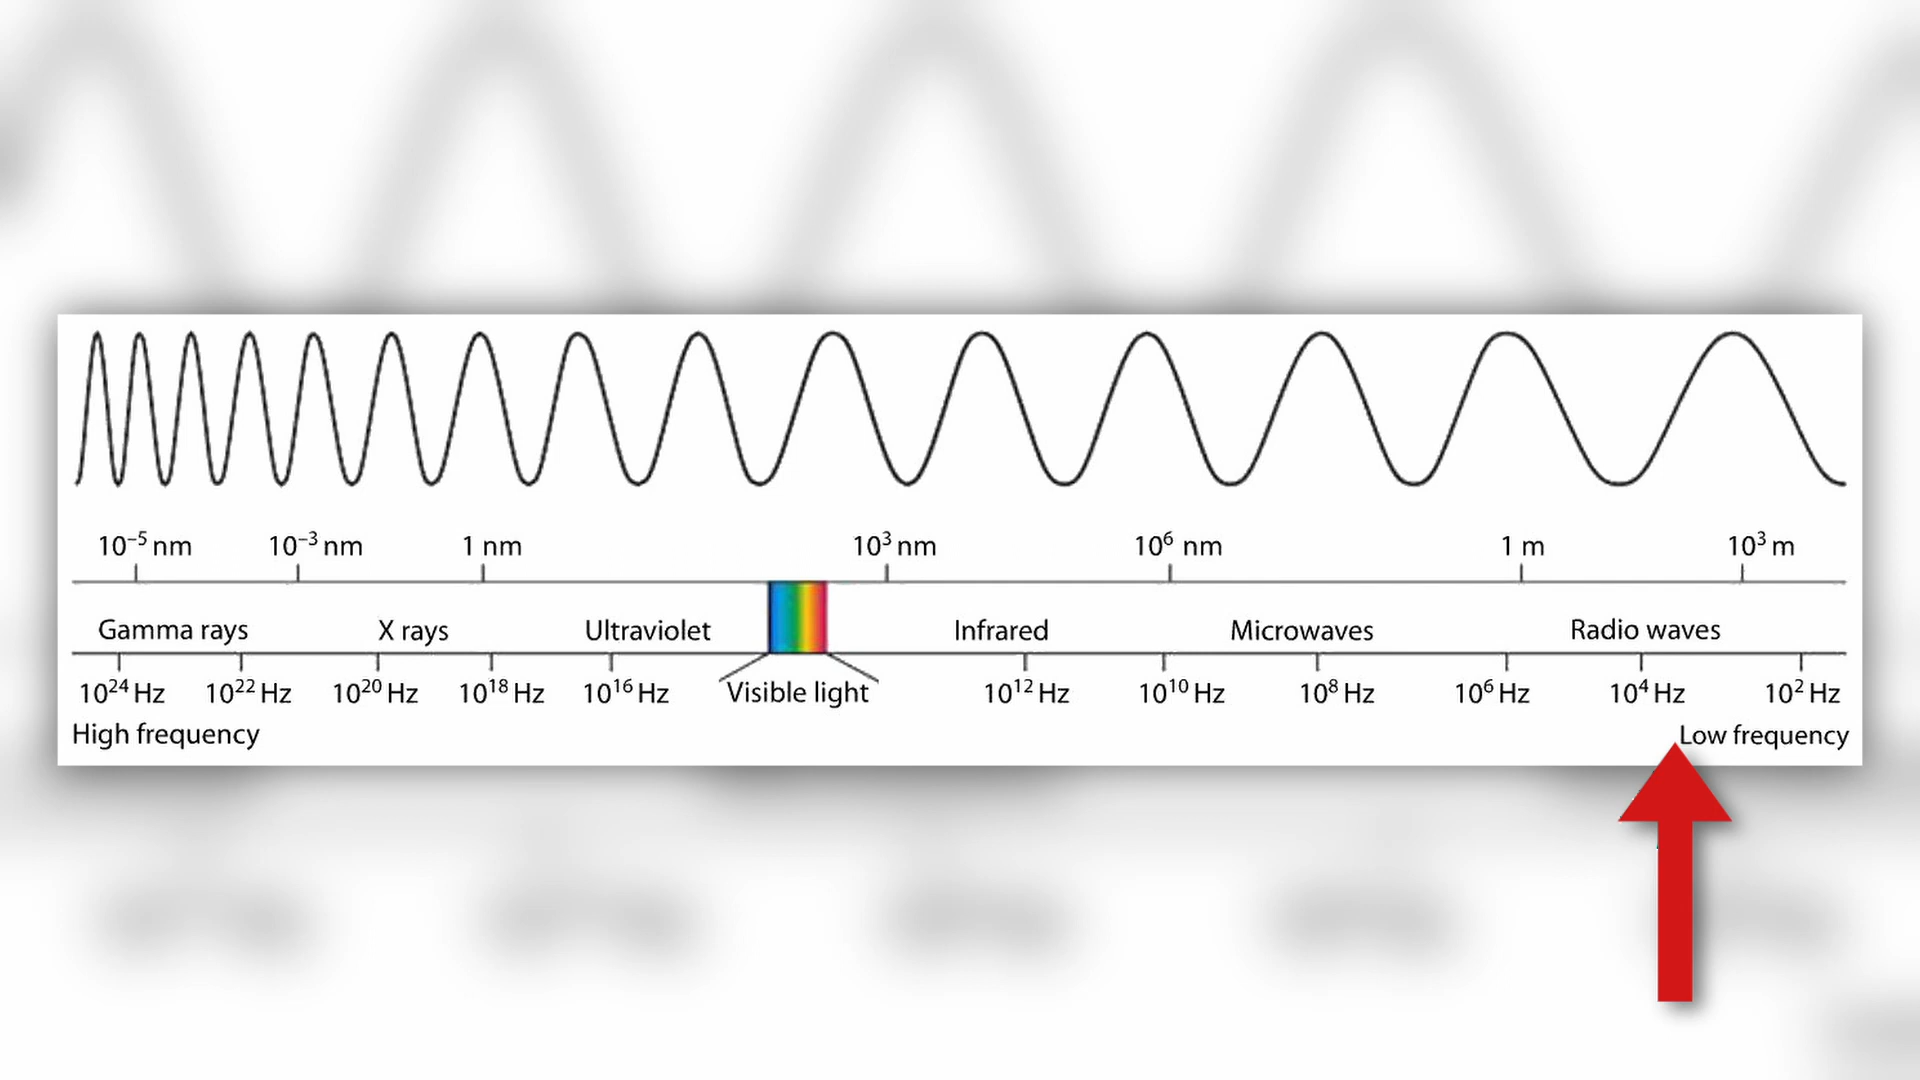 10⁻⁵ nm 10⁻³ nm 1 nm 10³ nm 10⁶ nm 1 m 10³ m
Gamma rays X rays Ultraviolet Infrared Microwaves Radio waves
10²⁴ Hz 10²² Hz 10²⁰ Hz 10¹⁸ Hz 10¹⁶ Hz Visible light 10¹² Hz 10¹⁰ Hz 10⁸ Hz 10⁶ Hz 10⁴ Hz 10² Hz
High frequency Low frequency